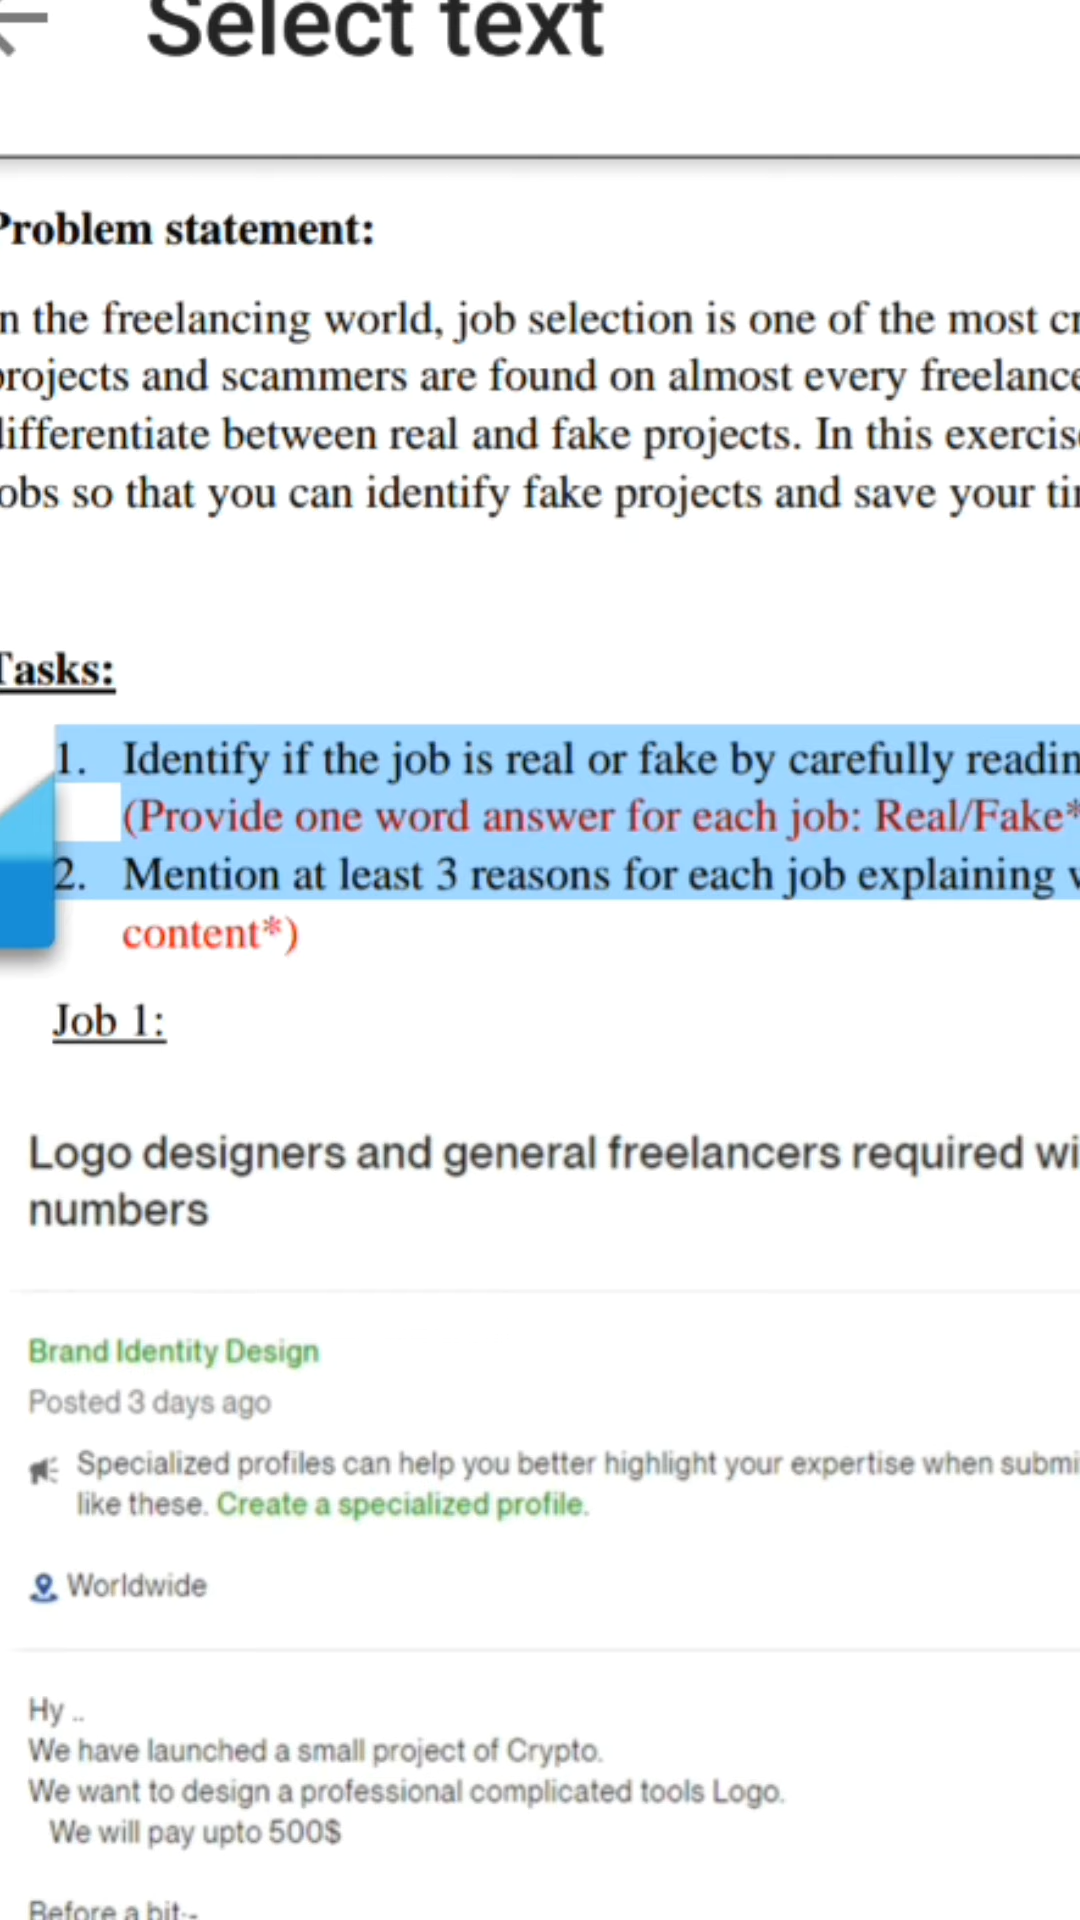 Select text
Problem statement:
n the freelancing world, job selection is one of the most cr
projects and scammers are found on almost every freelance
differentiate between real and fake projects. In this exercis
obs so that you can identify fake projects and save your tin
Tasks:
1. Identify if the job is real or fake by carefully readin
(Provide one word answer for each job: Real/Fake*
2. Mention at least 3 reasons for each job explaining
content*)
Job 1:
Logo designers and general freelancers required wi
numbers
Brand Identity Design
Posted 3 days ago
Specialized profiles can help you better highlight your expertise when submi
like these. Create a specialized profile.
Worldwide
Hy ..
We have launched a small project of Crypto.
We want to design a professional complicated tools Logo.
We will pay upto 500$
Before a bit:-